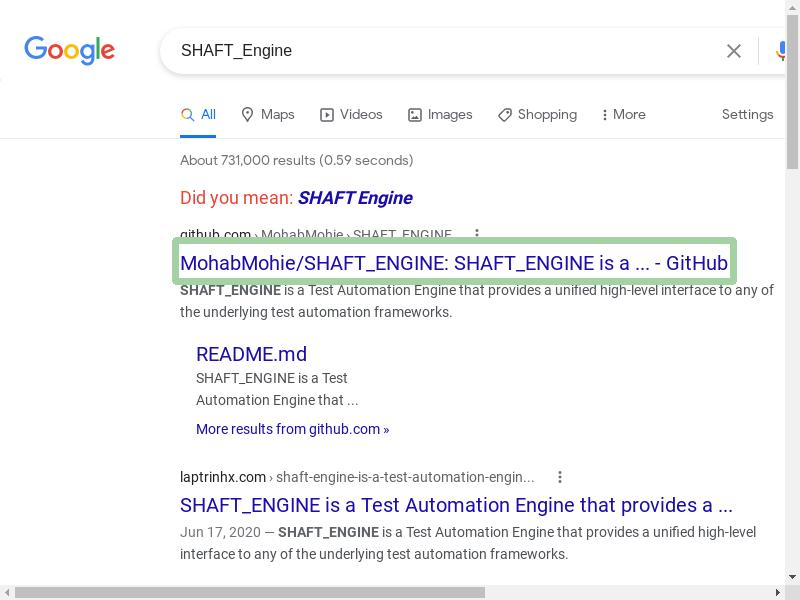 Google
SHAFT_Engine
All Maps Videos Images Shopping More Settings
About 731,000 results (0.59 seconds)
Did you mean: SHAFT Engine
github.com › MohabMohie › SHAFT_ENGINE
MohabMohie/SHAFT_ENGINE: SHAFT_ENGINE is a ... - GitHub
SHAFT_ENGINE is a Test Automation Engine that provides a unified high-level interface to any of
the underlying test automation frameworks.
README.md
SHAFT_ENGINE is a Test
Automation Engine that ...
More results from github.com »
laptrinhx.com › shaft-engine-is-a-test-automation-engin...
SHAFT_ENGINE is a Test Automation Engine that provides a ...
Jun 17, 2020 — SHAFT_ENGINE is a Test Automation Engine that provides a unified high-level
interface to any of the underlying test automation frameworks.